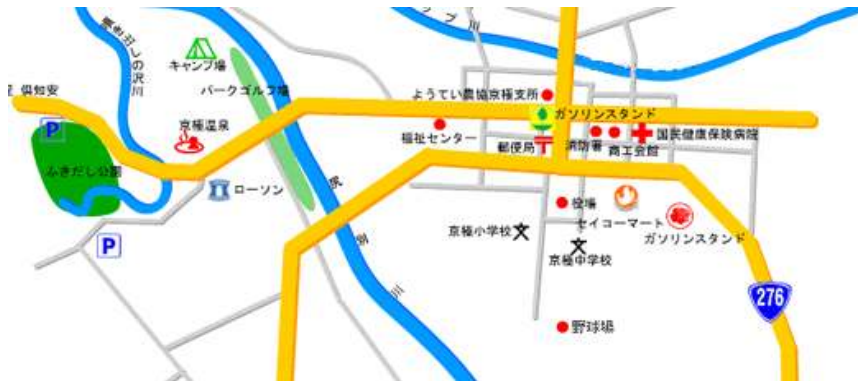 倶知安
キャンプ場
パークゴルフ場
京極温泉
ふきだし公園
P
ローソン
P
ようてい農協京極支所
ガソリンスタンド
福祉センター
郵便局
消防署
商工会館
国民健康保険病院
役場
セイコーマート
ガソリンスタンド
京極小学校
京極中学校
野球場
尻
別
川
276